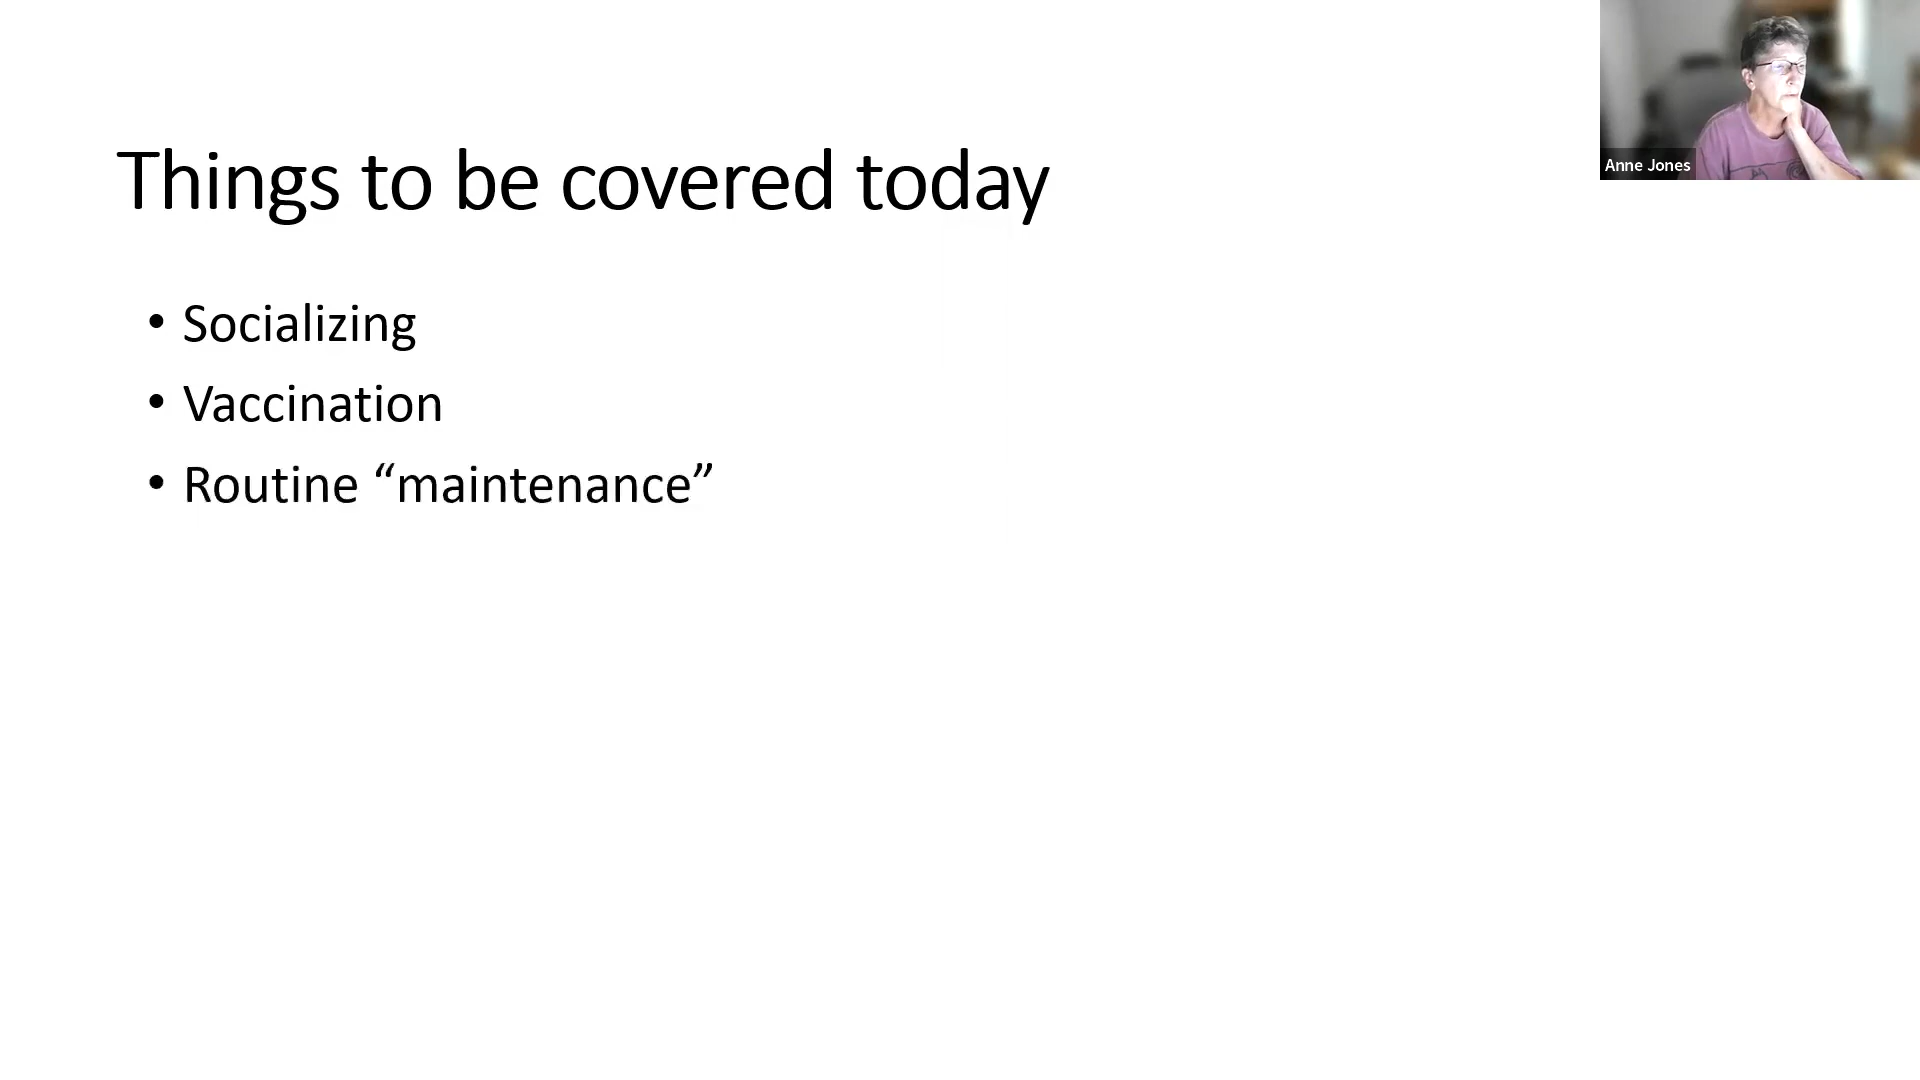 Things to be covered today
• Socializing
• Vaccination
• Routine “maintenance”
Anne Jones